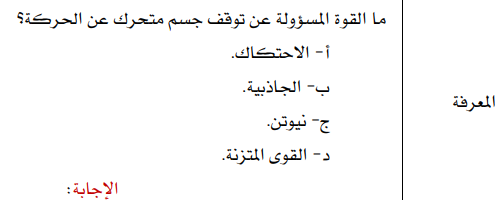 ما القوة المسؤولة عن توقف جسم متحرك عن الحركة؟
أ- الاحتكاك.
ب- الجاذبية.
ج- نيوتن.
د- القوى المتزنة.
الإجابة:
المعرفة